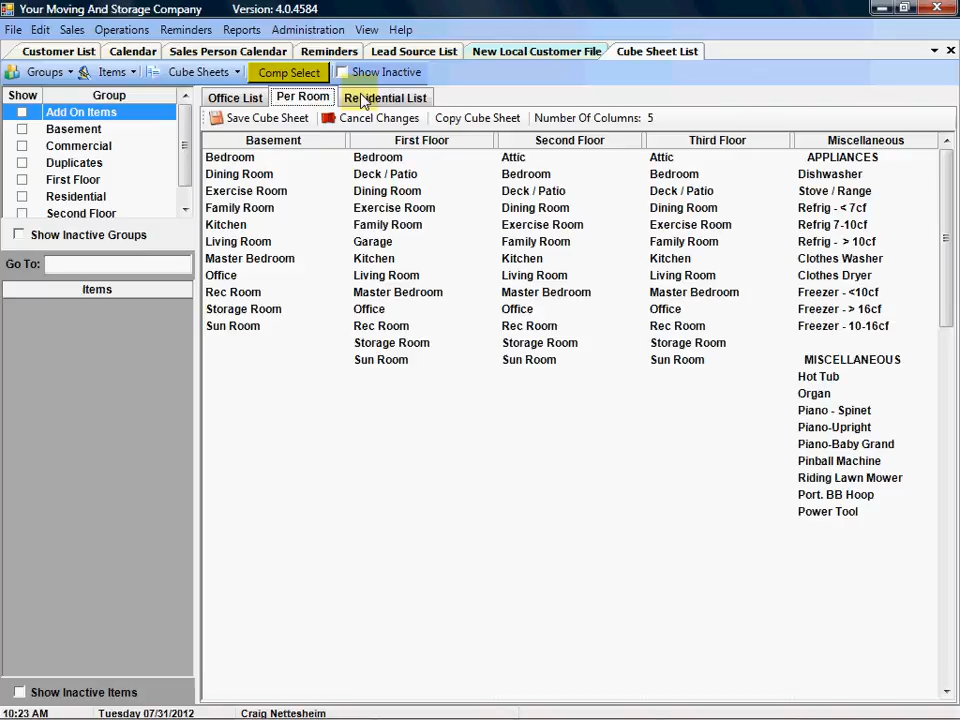 Your Moving And Storage Company Version: 4.0.4584
File Edit Sales Operations Reminders Reports Administration View Help
Customer List Calendar Sales Person Calendar Reminders Lead Source List New Local Customer File Cube Sheet List
Groups Items Cube Sheets Comp Select Show Inactive
Show Group
Add On Items
Basement
Commercial
Duplicates
First Floor
Residential
Second Floor
Show Inactive Groups
Go To:
Items
Show Inactive Items
Office List Per Room Residential List
Save Cube Sheet Cancel Changes Copy Cube Sheet Number Of Columns: 5
Basement First Floor Second Floor Third Floor Miscellaneous
Bedroom Bedroom Attic Attic APPLIANCES
Dining Room Deck / Patio Bedroom Bedroom Dishwasher
Exercise Room Dining Room Deck / Patio Deck / Patio Stove / Range
Family Room Exercise Room Dining Room Dining Room Refrig - < 7cf
Kitchen Family Room Exercise Room Exercise Room Refrig 7-10cf
Living Room Garage Family Room Family Room Refrig - > 10cf
Master Bedroom Kitchen Kitchen Kitchen Clothes Washer
Office Living Room Living Room Living Room Clothes Dryer
Rec Room Master Bedroom Master Bedroom Master Bedroom Freezer - <10cf
Storage Room Office Office Office Freezer - > 16cf
Sun Room Rec Room Rec Room Rec Room Freezer - 10-16cf
Storage Room Storage Room Storage Room
Sun Room Sun Room Sun Room MISCELLANEOUS
Hot Tub
Organ
Piano - Spinet
Piano-Upright
Piano-Baby Grand
Pinball Machine
Riding Lawn Mower
Port. BB Hoop
Power Tool
10:23 AM Tuesday 07/31/2012 Craig Nettesheim